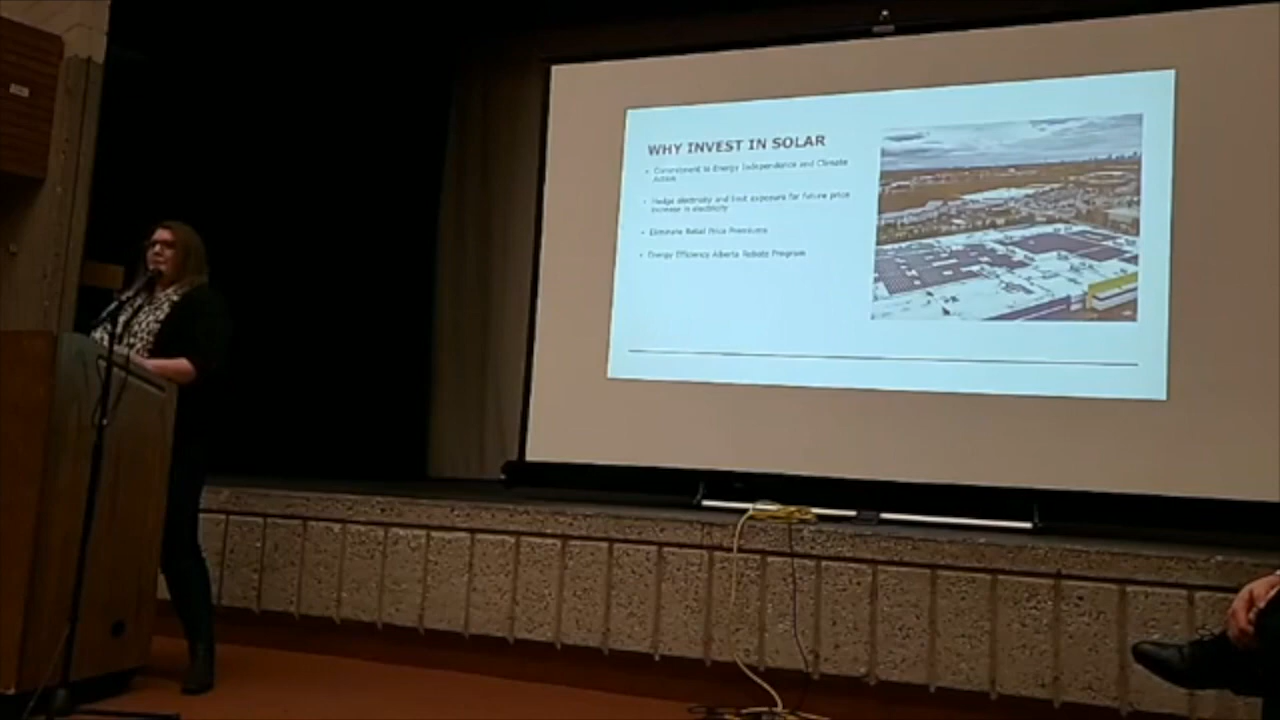 WHY INVEST IN SOLAR
• Commitment to Energy Independence and Climate
Action
• Hedge electricity and limit exposure for future price
increase in electricity
• Eliminate Retail Price Premiums
• Energy Efficiency Alberta Rebate Program